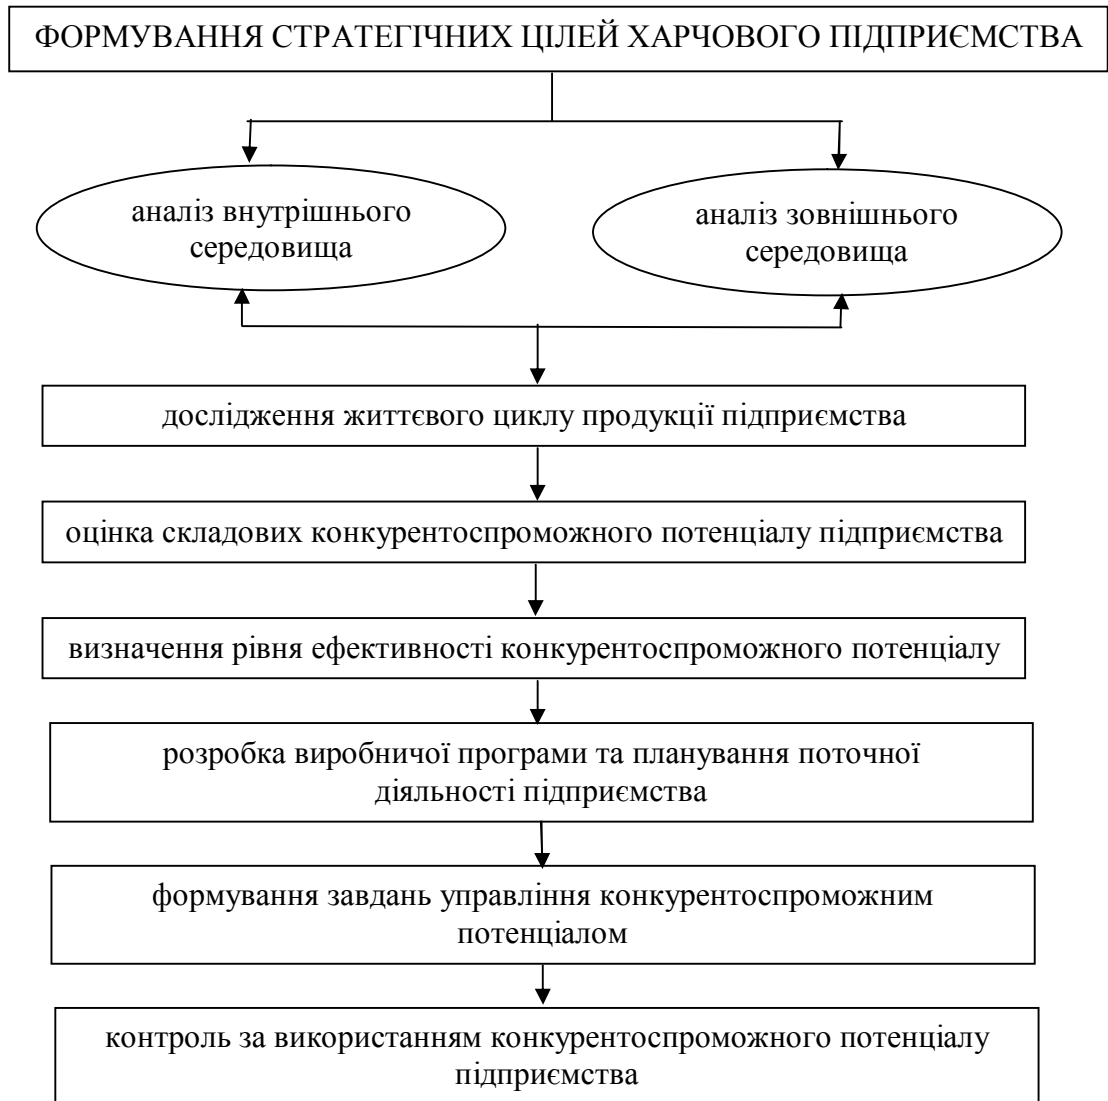 ФОРМУВАННЯ СТРАТЕГІЧНИХ ЦІЛЕЙ ХАРЧОВОГО ПІДПРИЄМСТВА
аналіз внутрішнього
середовища
аналіз зовнішнього
середовища
дослідження життєвого циклу продукції підприємства
оцінка складових конкурентоспроможного потенціалу підприємства
визначення рівня ефективності конкурентоспроможного потенціалу
розробка виробничої програми та планування поточної
діяльності підприємства
формування завдань управління конкурентоспроможним
потенціалом
контроль за використанням конкурентоспроможного потенціалу
підприємства